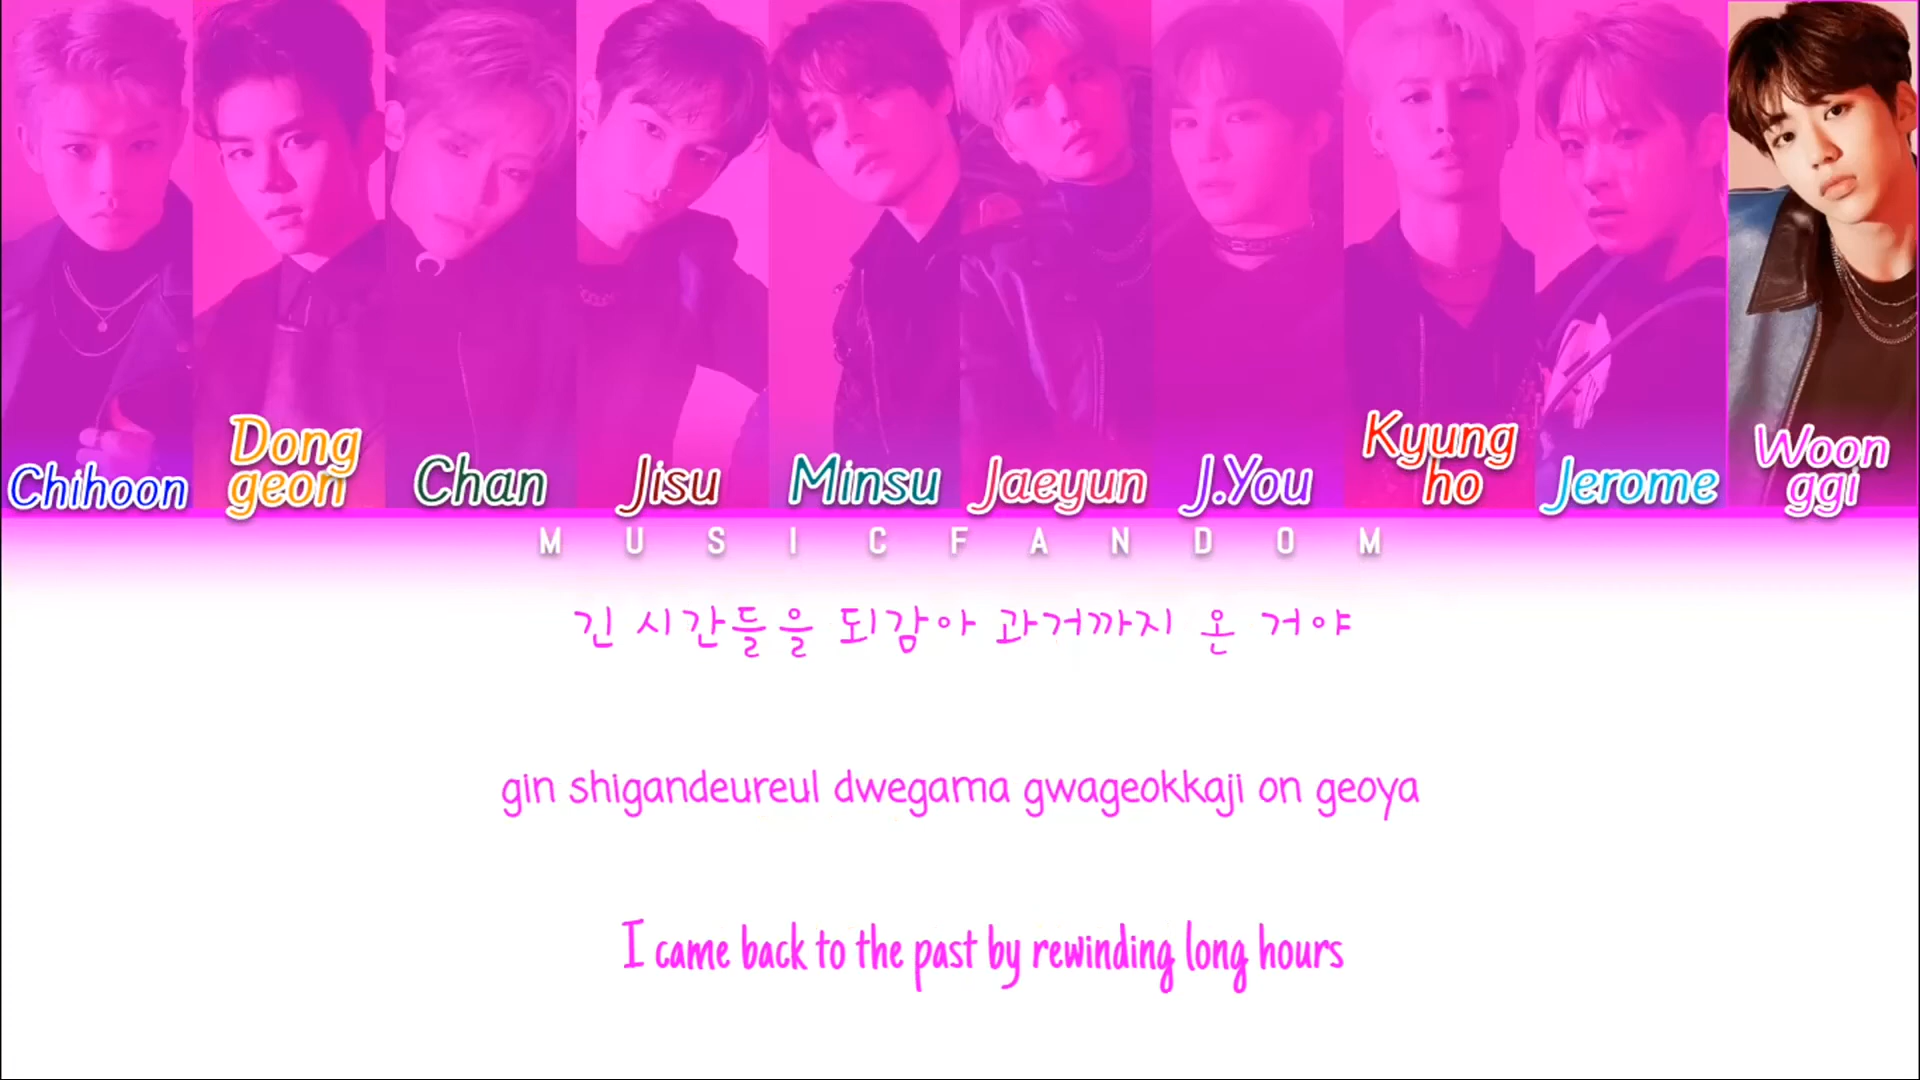 Chihoon
Dong
geon
Chan
Jisu
Minsu
Jaeyun
J.You
Kyung
ho
Jerome
Woon
ggi
MUSICFANDOM
긴 시간들을 되감아 과거까지 온 거야
gin shigandeureul dwegama gwageokkaji on geoya
I came back to the past by rewinding long hours